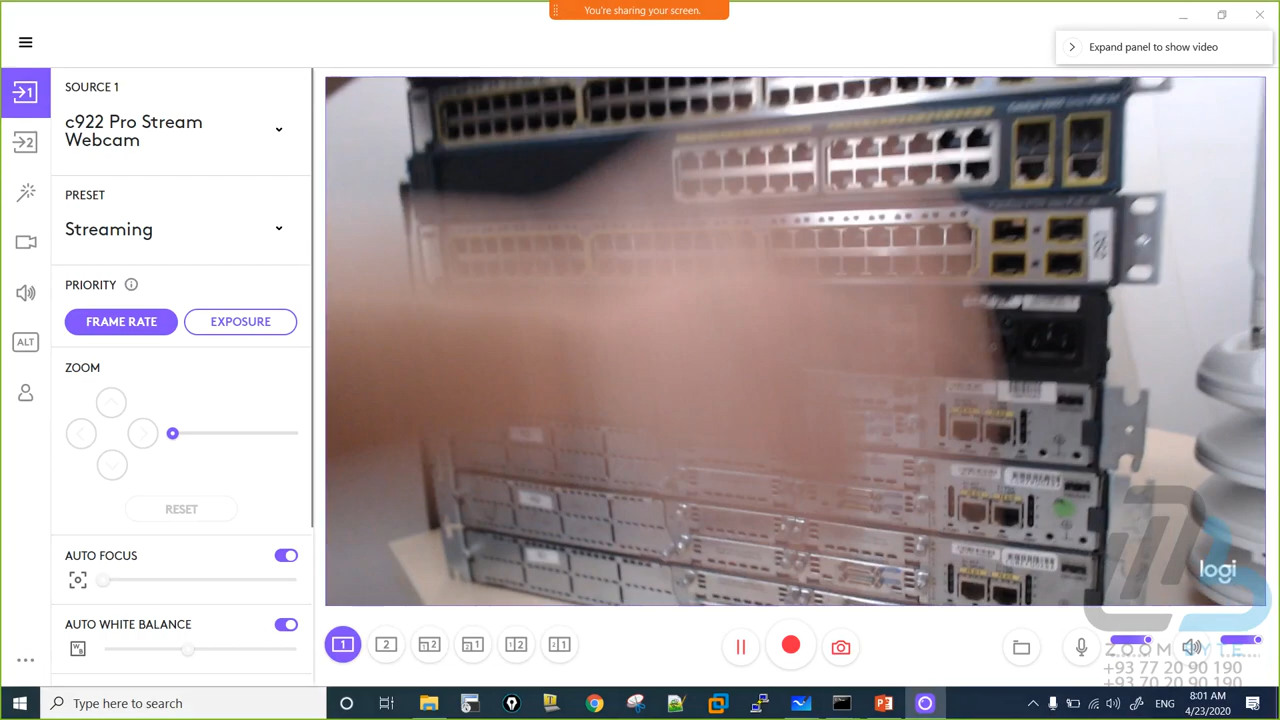 You're sharing your screen.
Expand panel to show video
SOURCE 1
c922 Pro Stream
Webcam
PRESET
Streaming
PRIORITY
FRAME RATE
EXPOSURE
ZOOM
RESET
AUTO FOCUS
AUTO WHITE BALANCE
ALT
logi
ZOOM BYTE
+93 77 20 90 190
+93 70 20 90 190
Type here to search
ENG
8:01 AM
4/23/2020